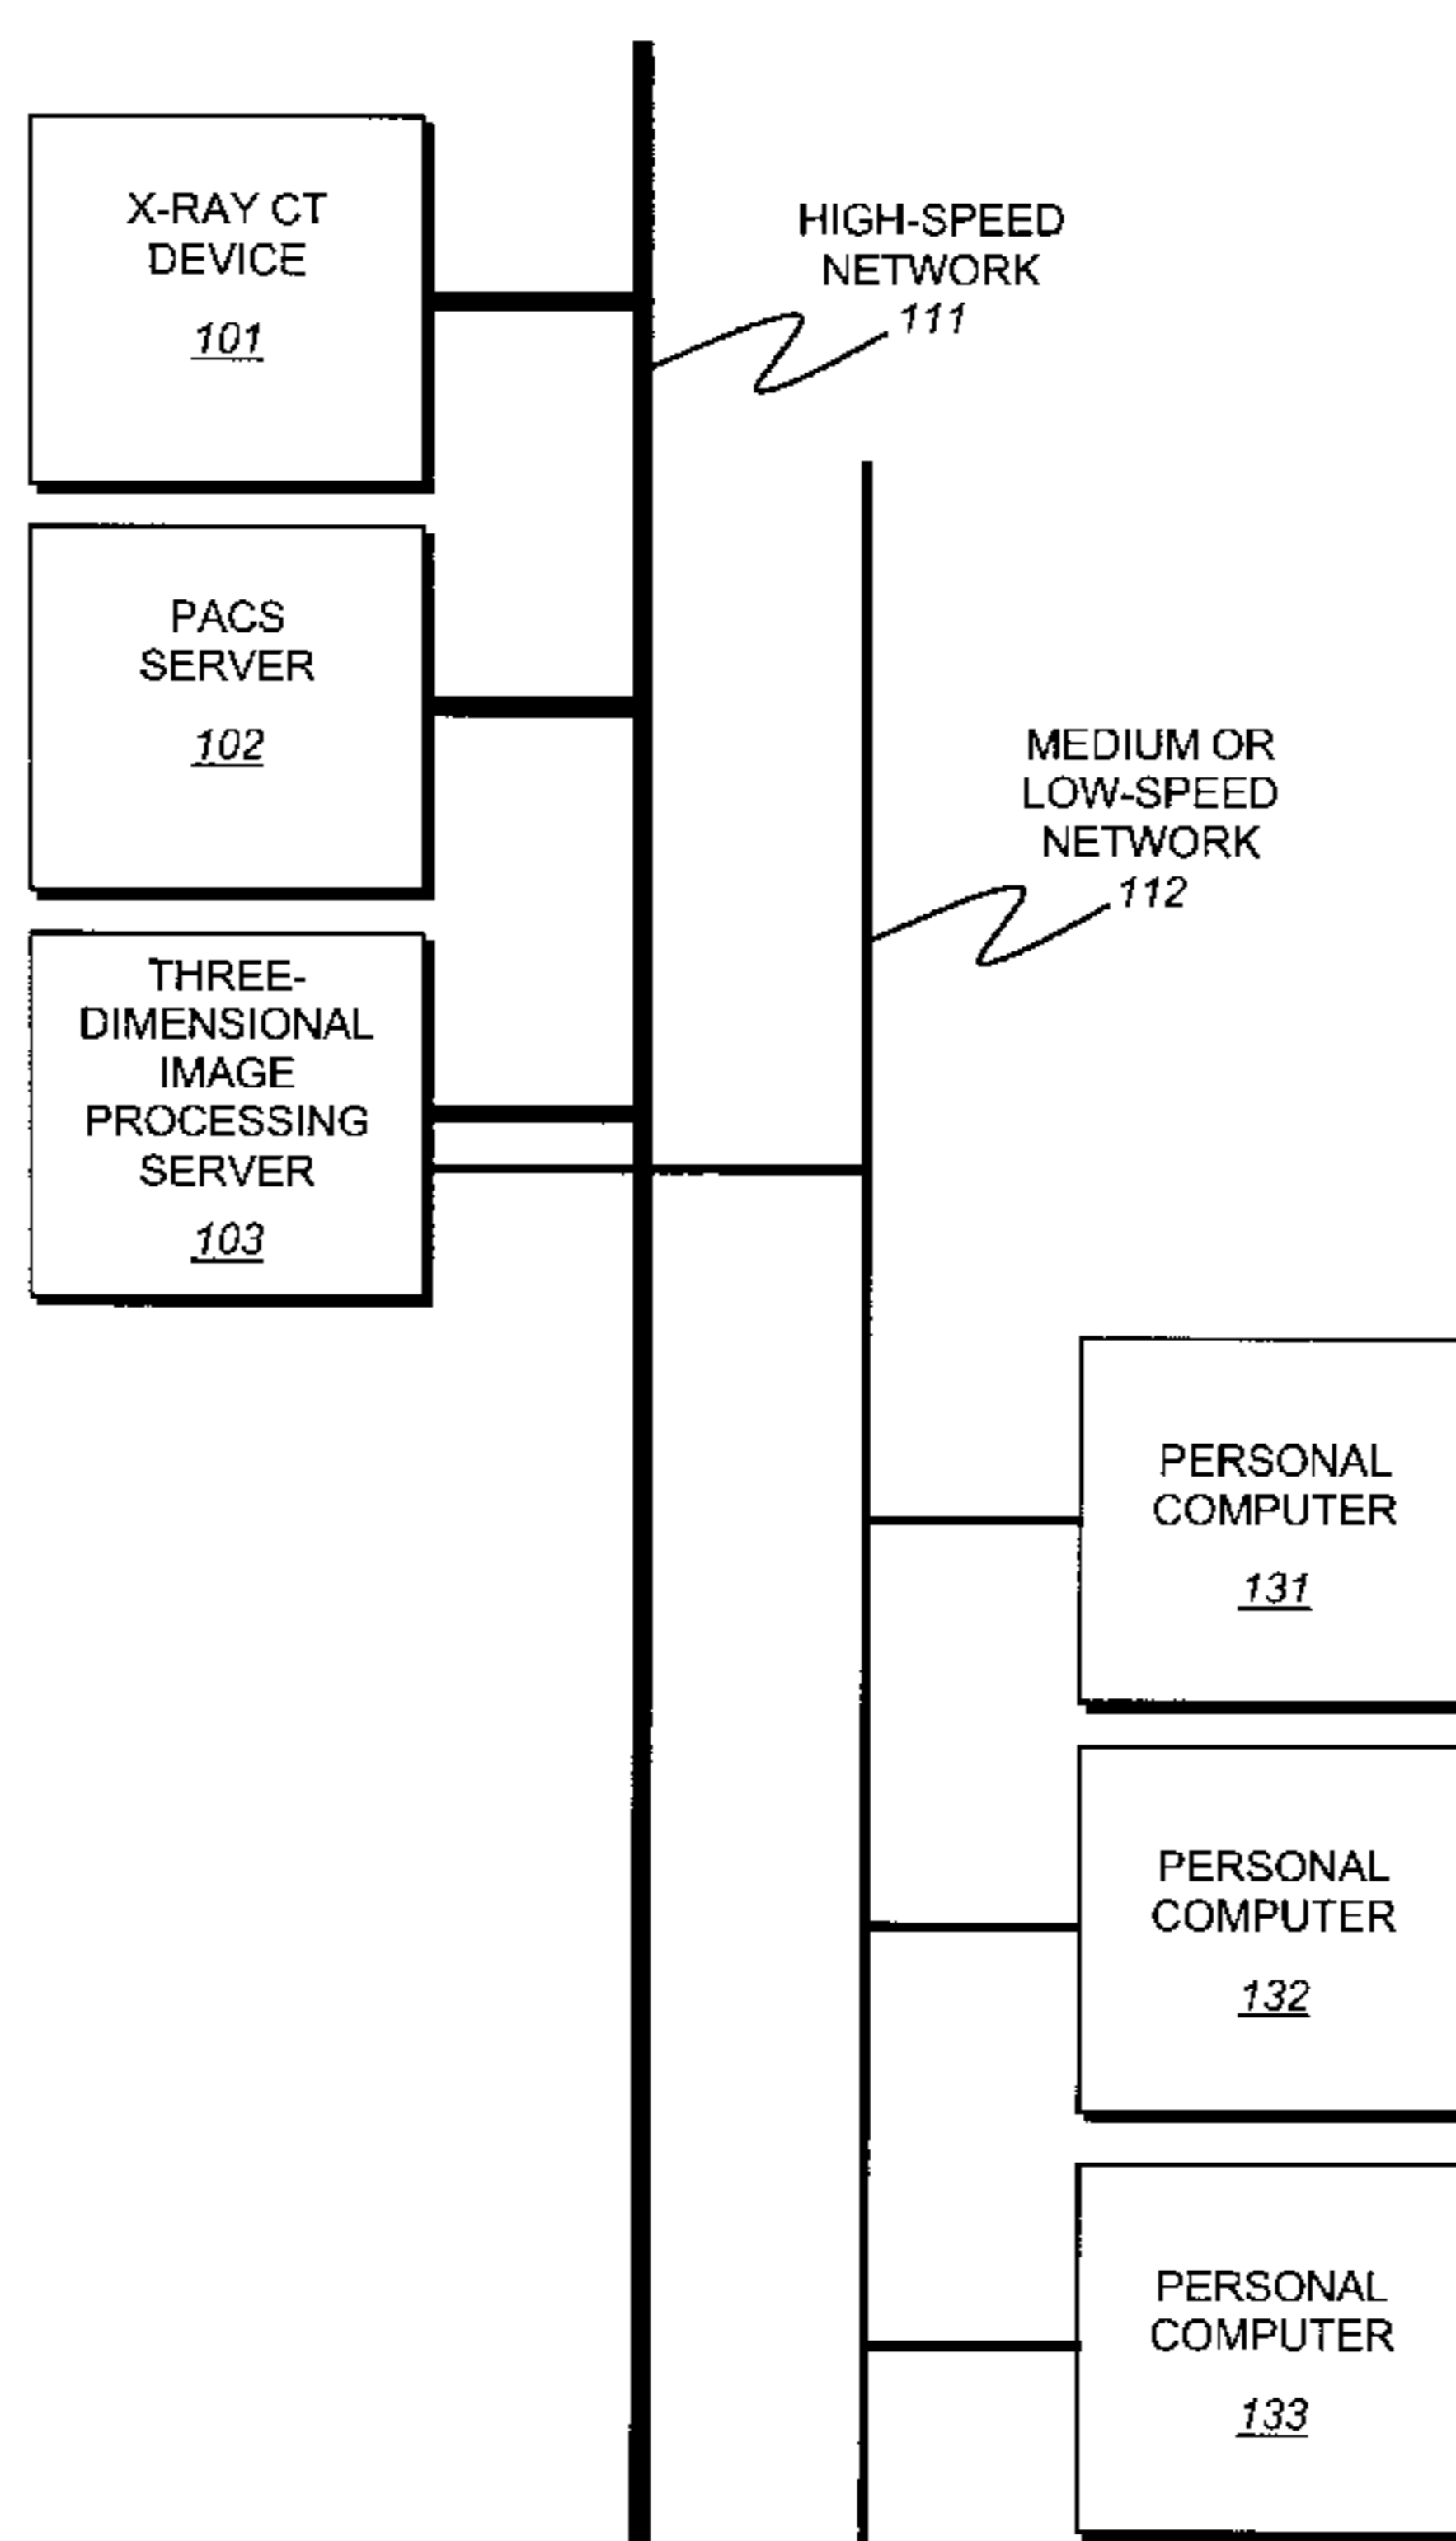 X-RAY CT
DEVICE
101
HIGH-SPEED
NETWORK
111
PACS
SERVER
102
MEDIUM OR
LOW-SPEED
NETWORK
112
THREE-
DIMENSIONAL
IMAGE
PROCESSING
SERVER
103
PERSONAL
COMPUTER
131
PERSONAL
COMPUTER
132
PERSONAL
COMPUTER
133